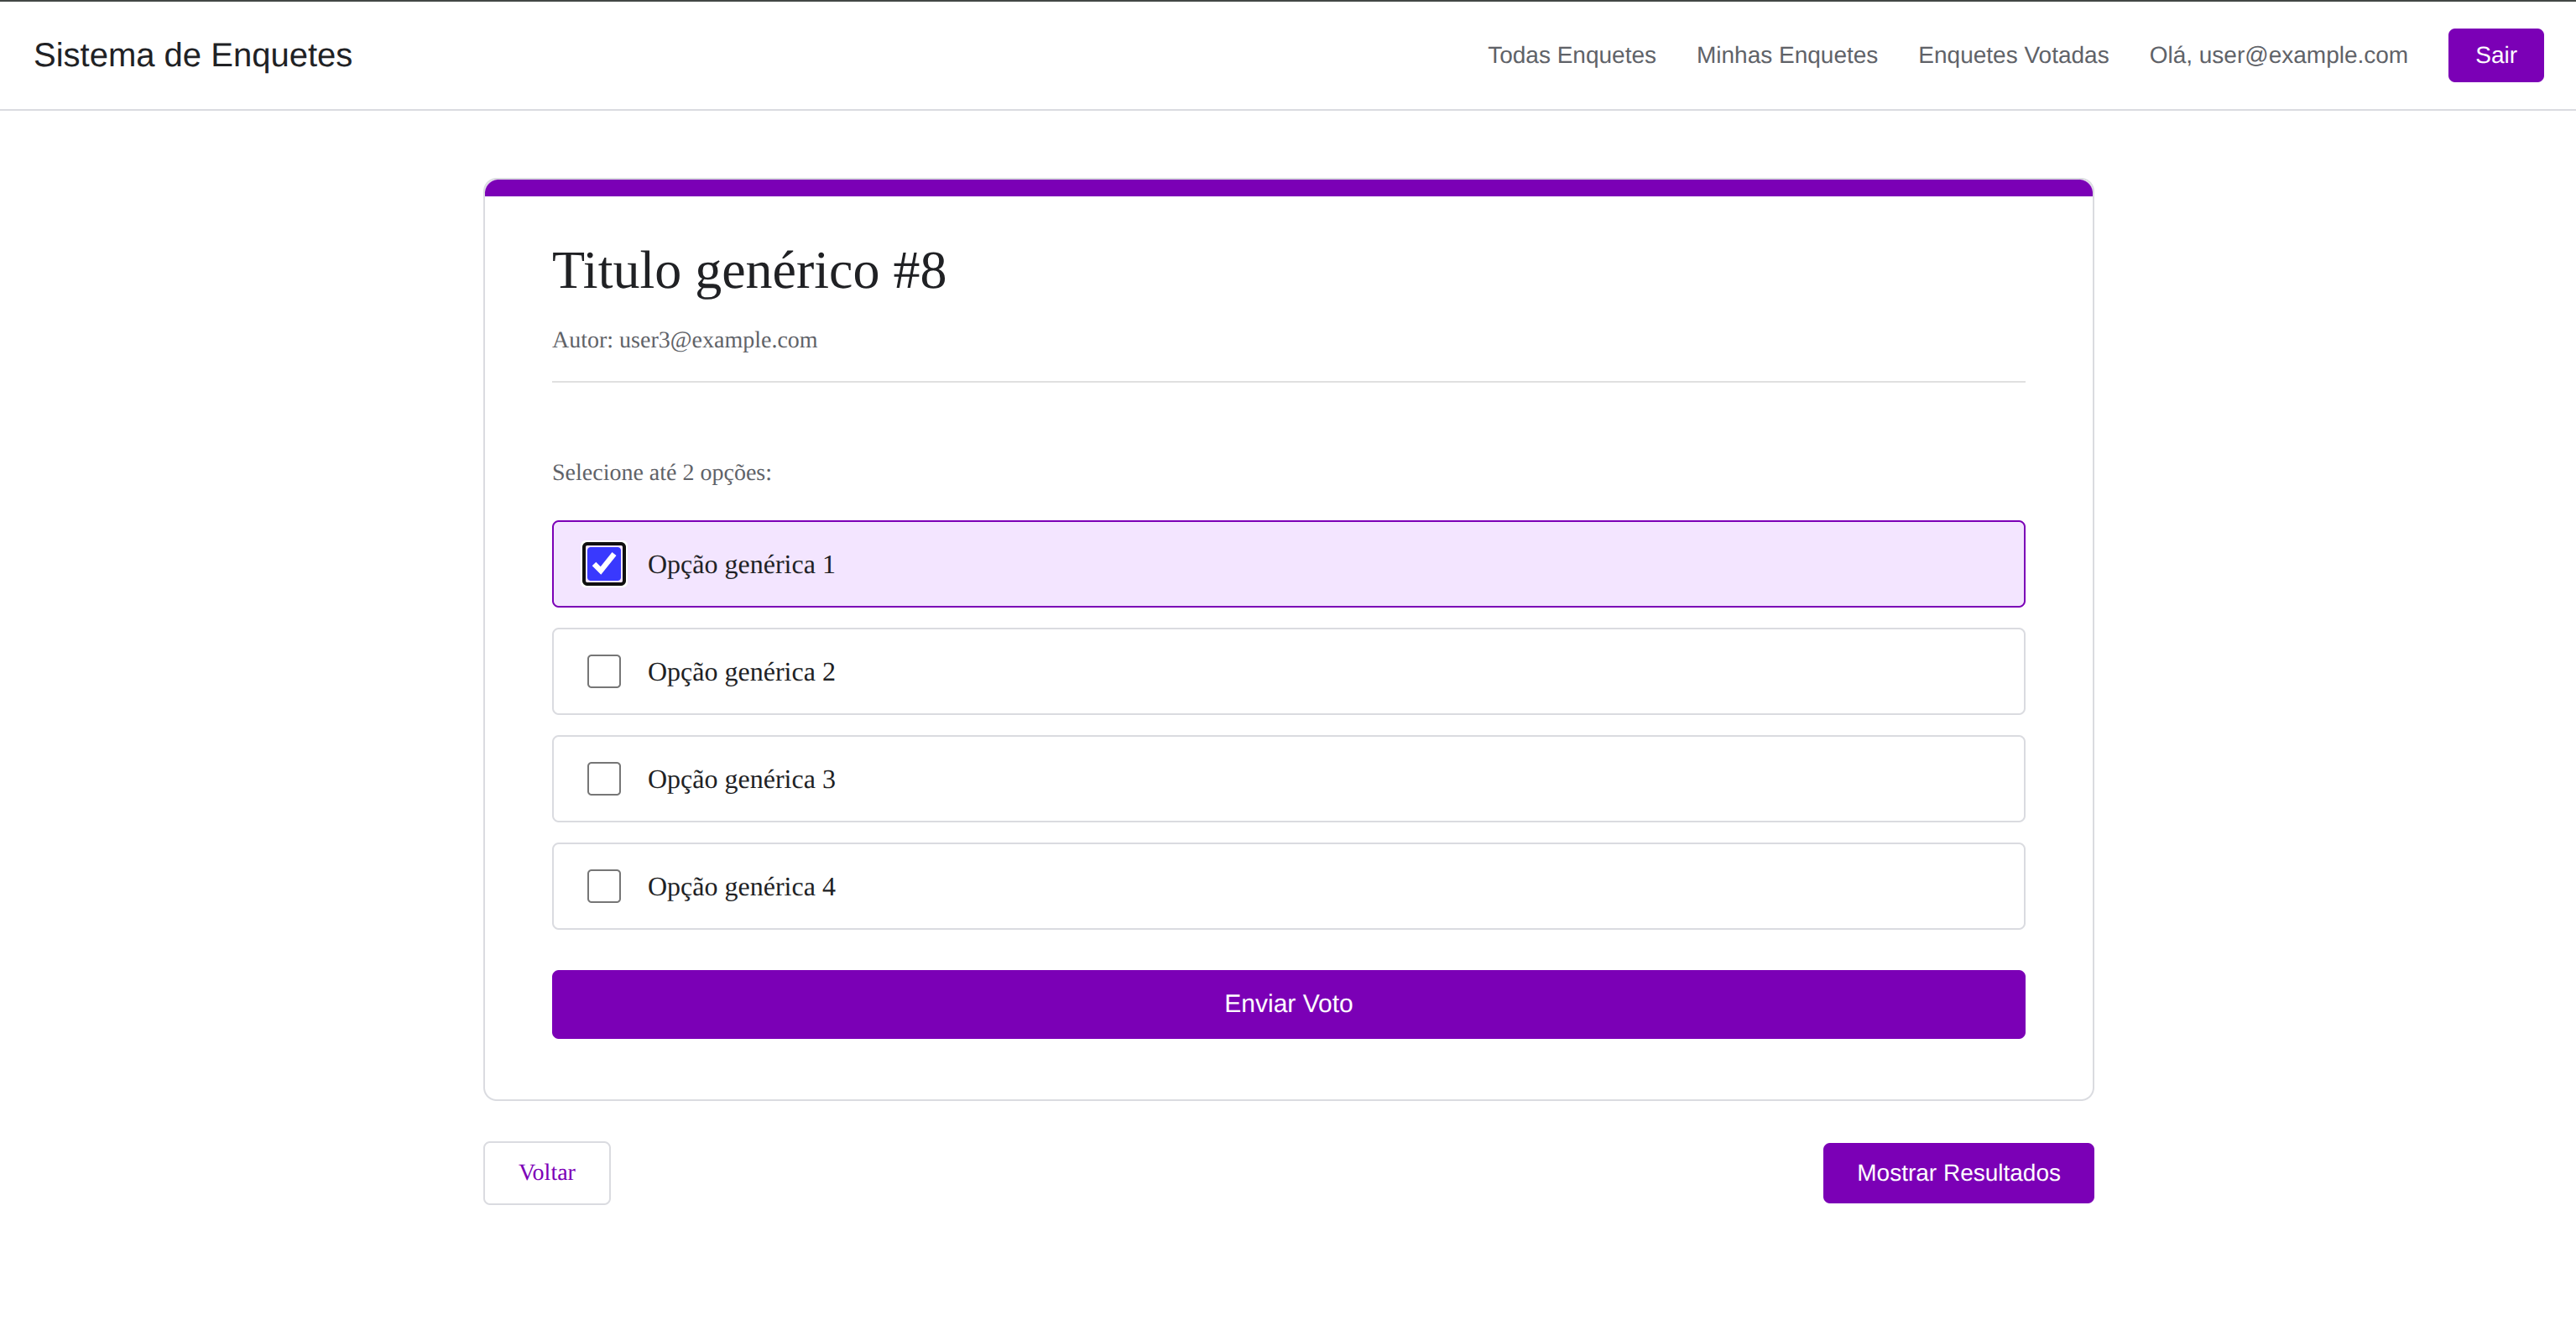 Sistema de Enquetes
Todas Enquetes Minhas Enquetes Enquetes Votadas Olá, user@example.com Sair
Titulo genérico #8
Autor: user3@example.com
Selecione até 2 opções:
Opção genérica 1
Opção genérica 2
Opção genérica 3
Opção genérica 4
Enviar Voto
Voltar
Mostrar Resultados